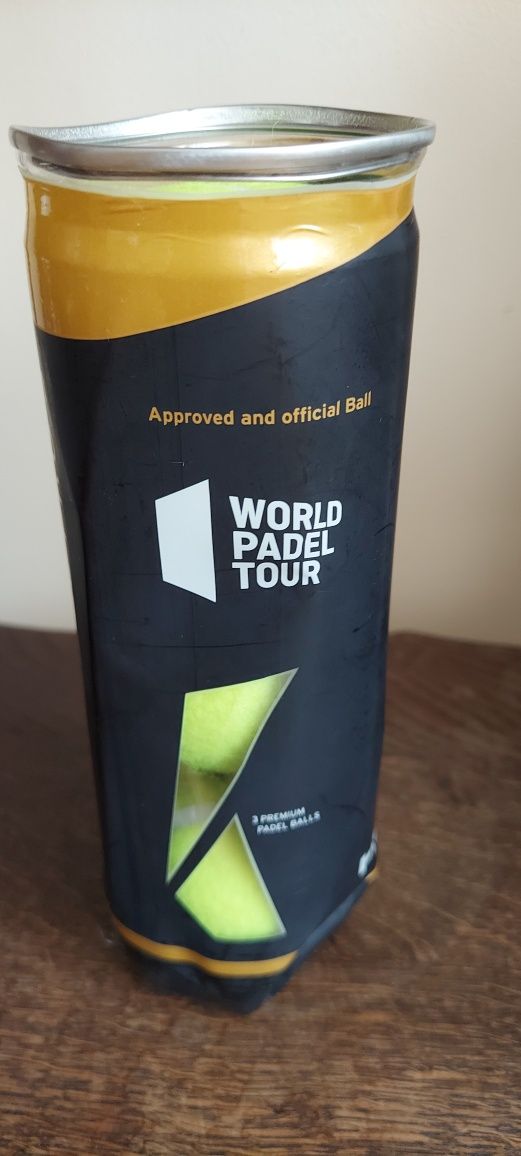 Approved and official Ball
WORLD
PADEL
TOUR
3 PREMIUM
PADEL BALLS